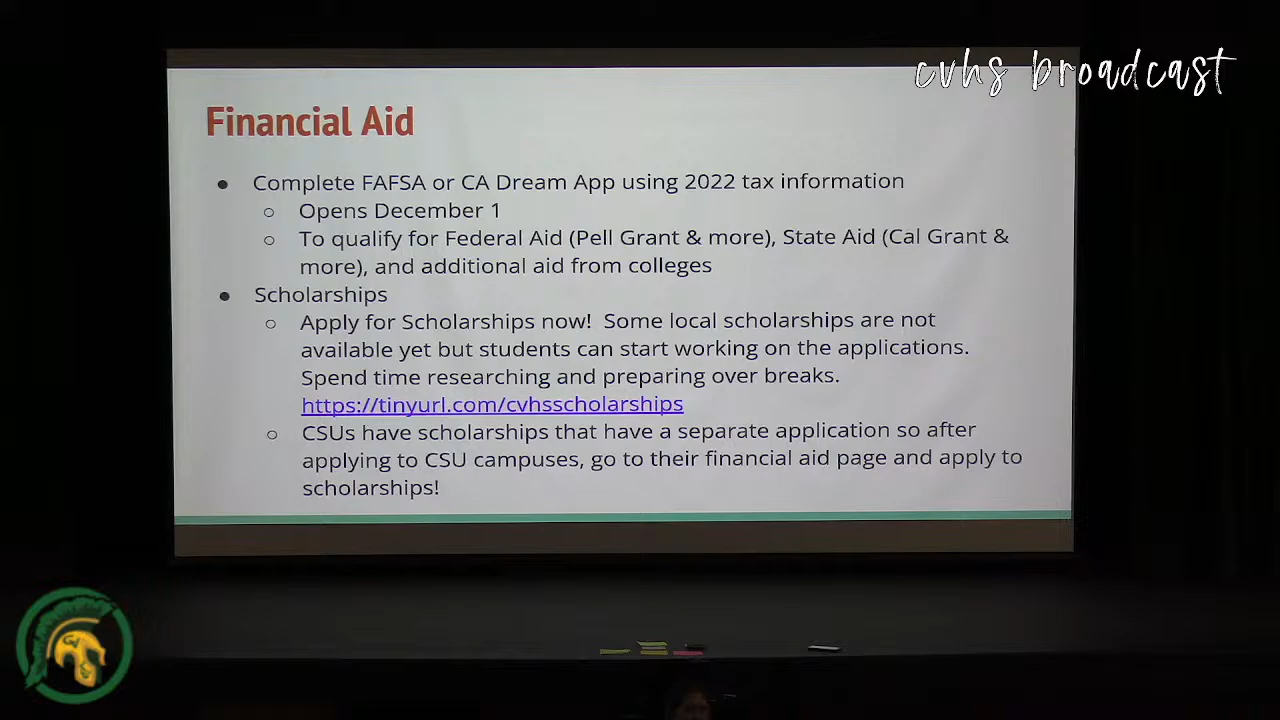 cvhs broadcast
Financial Aid
● Complete FAFSA or CA Dream App using 2022 tax information
○ Opens December 1
○ To qualify for Federal Aid (Pell Grant & more), State Aid (Cal Grant &
more), and additional aid from colleges
● Scholarships
○ Apply for Scholarships now!  Some local scholarships are not
available yet but students can start working on the applications.
Spend time researching and preparing over breaks.
https://tinyurl.com/cvhsscholarships
○ CSUs have scholarships that have a separate application so after
applying to CSU campuses, go to their financial aid page and apply to
scholarships!
CV